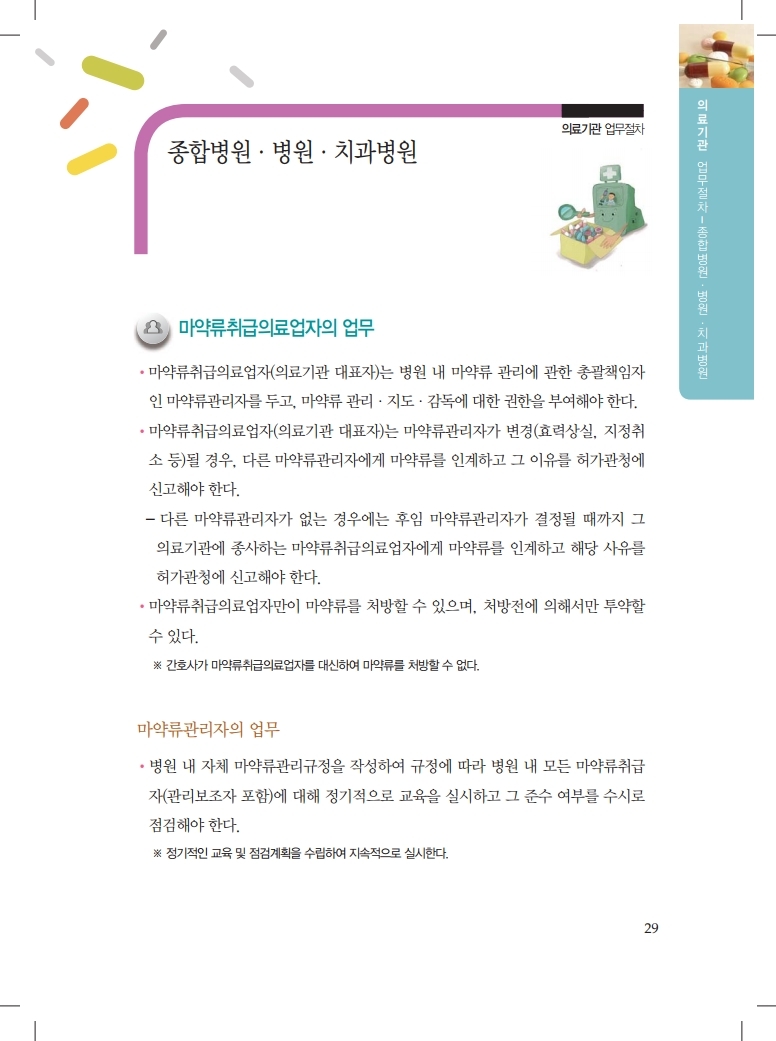 의료기관 업무절차
종합병원 · 병원 · 치과병원
의료기관 업무절차 - 종합병원 · 병원 · 치과병원
마약류취급의료업자의 업무
• 마약류취급의료업자(의료기관 대표자)는 병원 내 마약류 관리에 관한 총괄책임자
인 마약류관리자를 두고, 마약류 관리 · 지도 · 감독에 대한 권한을 부여해야 한다.
• 마약류취급의료업자(의료기관 대표자)는 마약류관리자가 변경(효력상실, 지정취
소 등)될 경우, 다른 마약류관리자에게 마약류를 인계하고 그 이유를 허가관청에
신고해야 한다.
– 다른 마약류관리자가 없는 경우에는 후임 마약류관리자가 결정될 때까지 그
의료기관에 종사하는 마약류취급의료업자에게 마약류를 인계하고 해당 사유를
허가관청에 신고해야 한다.
• 마약류취급의료업자만이 마약류를 처방할 수 있으며, 처방전에 의해서만 투약할
수 있다.
※ 간호사가 마약류취급의료업자를 대신하여 마약류를 처방할 수 없다.
마약류관리자의 업무
• 병원 내 자체 마약류관리규정을 작성하여 규정에 따라 병원 내 모든 마약류취급
자(관리보조자 포함)에 대해 정기적으로 교육을 실시하고 그 준수 여부를 수시로
점검해야 한다.
※ 정기적인 교육 및 점검계획을 수립하여 지속적으로 실시한다.
29